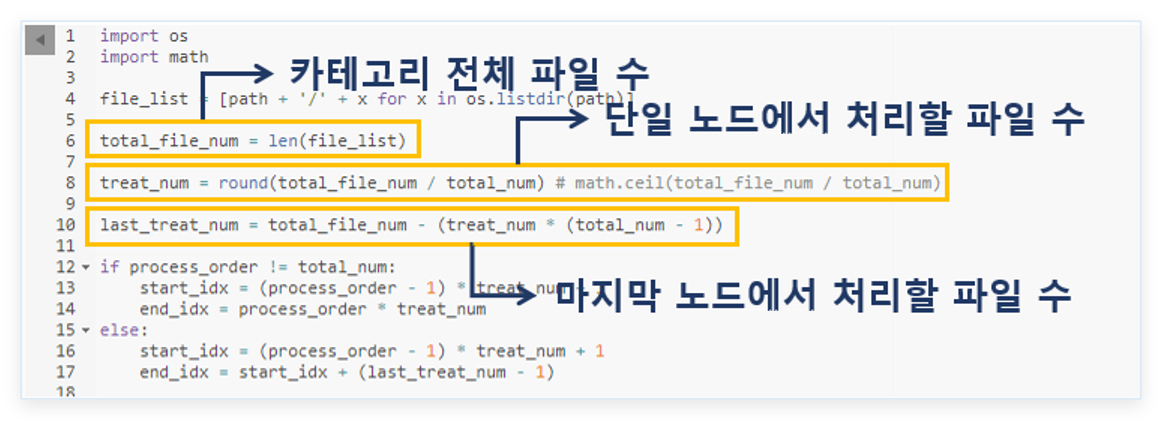 1 import os
2 import math
3
카테고리 전체 파일 수
4 file_list = [path + '/' + x for x in os.listdir(path)]
5
단일 노드에서 처리할 파일 수
6 total_file_num = len(file_list)
7
8 treat_num = round(total_file_num / total_num) # math.ceil(total_file_num / total_num)
9
10 last_treat_num = total_file_num - (treat_num * (total_num - 1))
11
12 if process_order != total_num:
13 start_idx = (process_order - 1) * treat_num
마지막 노드에서 처리할 파일 수
14 end_idx = process_order * treat_num
15 else:
16 start_idx = (process_order - 1) * treat_num + 1
17 end_idx = start_idx + (last_treat_num - 1)
18